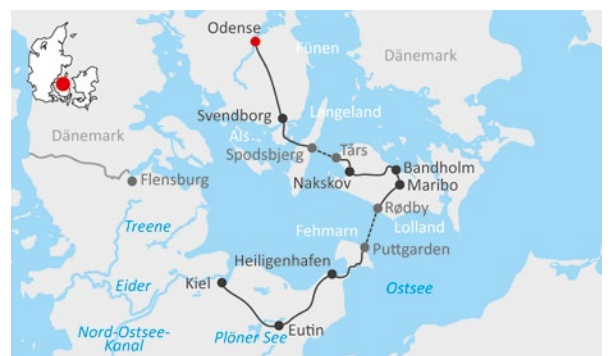 Odense
Fünen
Dänemark
Svendborg
Langeland
Dänemark
Als
Spodsbjerg
Tårs
Bandholm
Flensburg
Nakskov
Maribo
Rødby
Treene
Fehmarn
Lolland
Puttgarden
Heiligenhafen
Kiel
Eider
Ostsee
Nord-Ostsee-
Kanal
Plöner See
Eutin